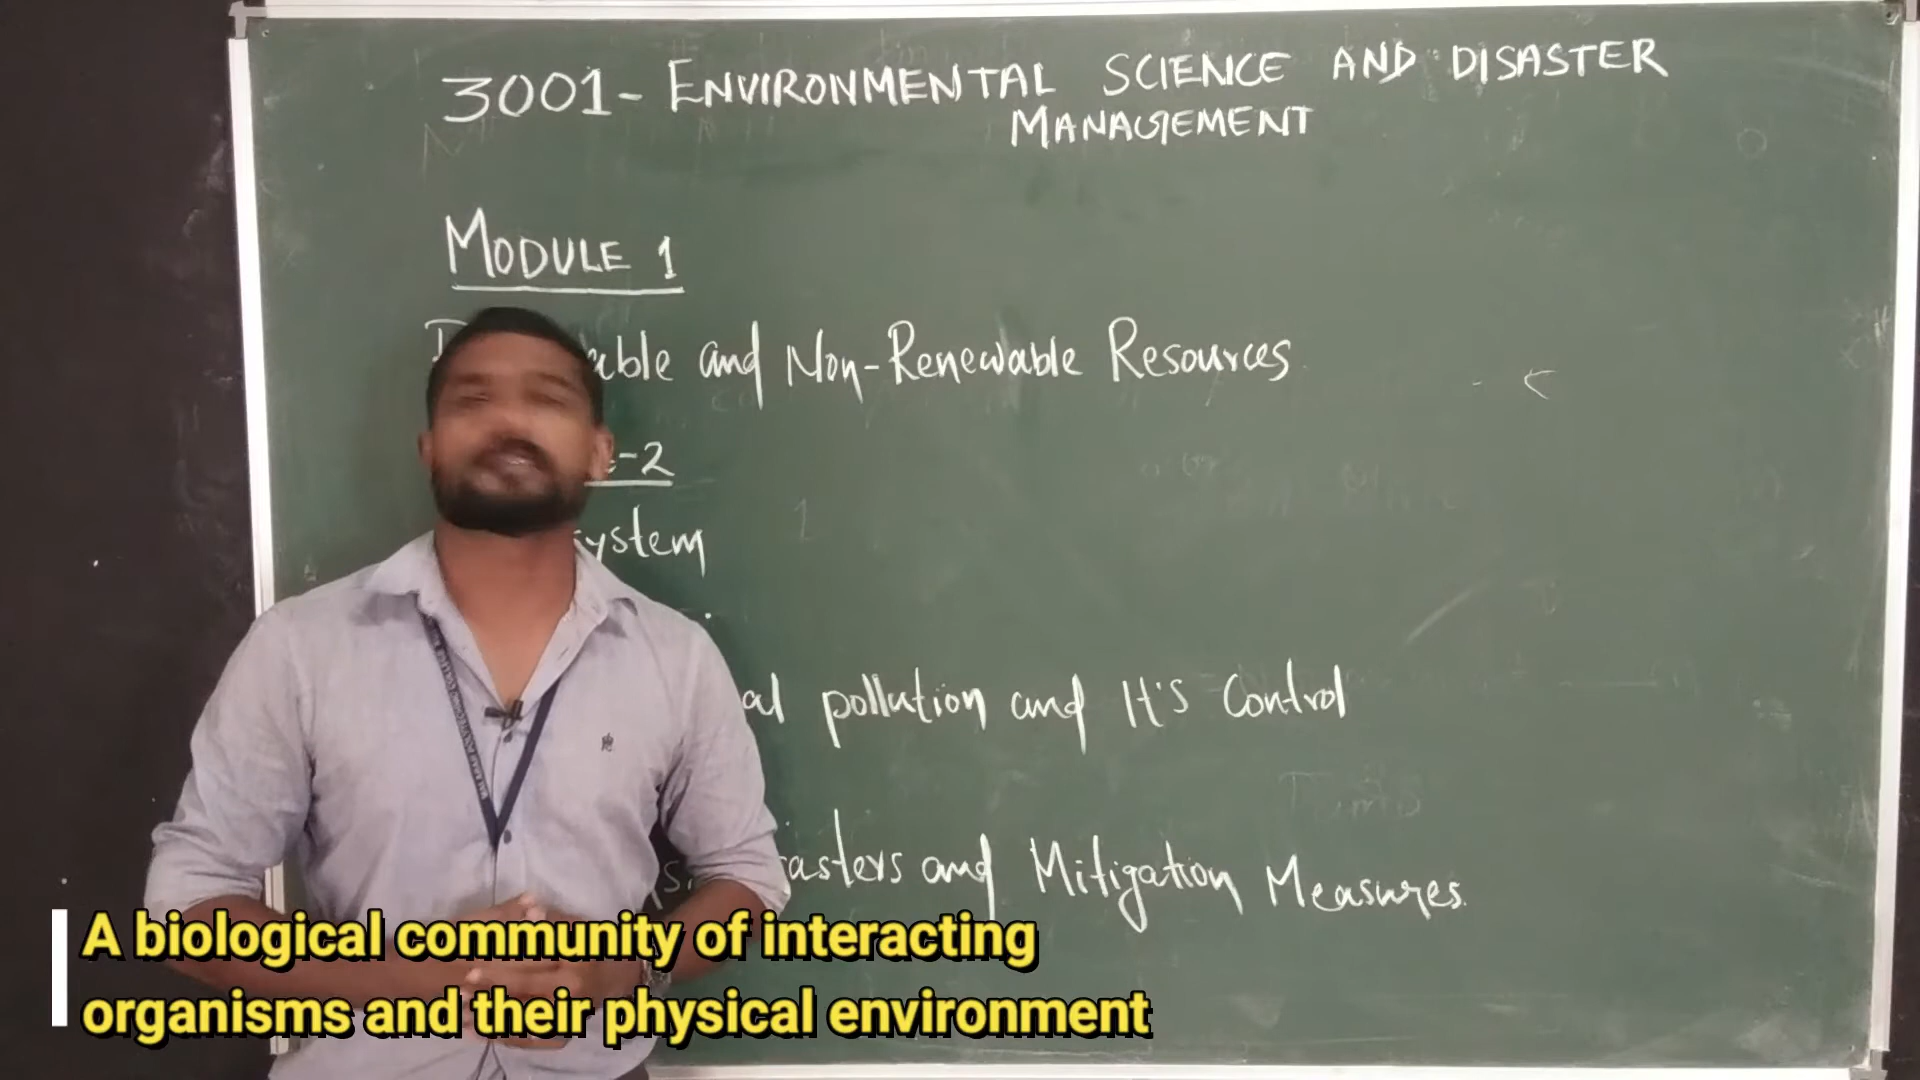 3001- ENVIRONMENTAL SCIENCE AND DISASTER
MANAGEMENT
MODULE 1
able and Non-Renewable Resources
-2
system
al pollution and It's Control
asters and Mitigation Measures.
A biological community of interacting
organisms and their physical environment